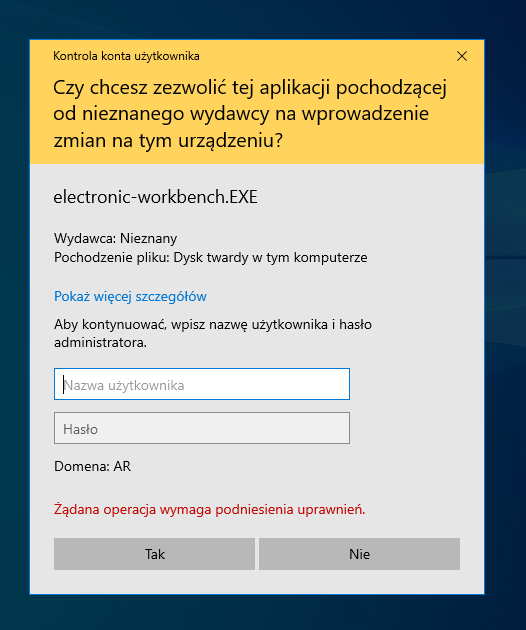 Kontrola konta użytkownika
Czy chcesz zezwolić tej aplikacji pochodzącej
od nieznanego wydawcy na wprowadzenie
zmian na tym urządzeniu?
electronic-workbench.EXE
Wydawca: Nieznany
Pochodzenie pliku: Dysk twardy w tym komputerze
Pokaż więcej szczegółów
Aby kontynuować, wpisz nazwę użytkownika i hasło
administratora.
Nazwa użytkownika
Hasło
Domena: AR
Żądana operacja wymaga podniesienia uprawnień.
Tak
Nie